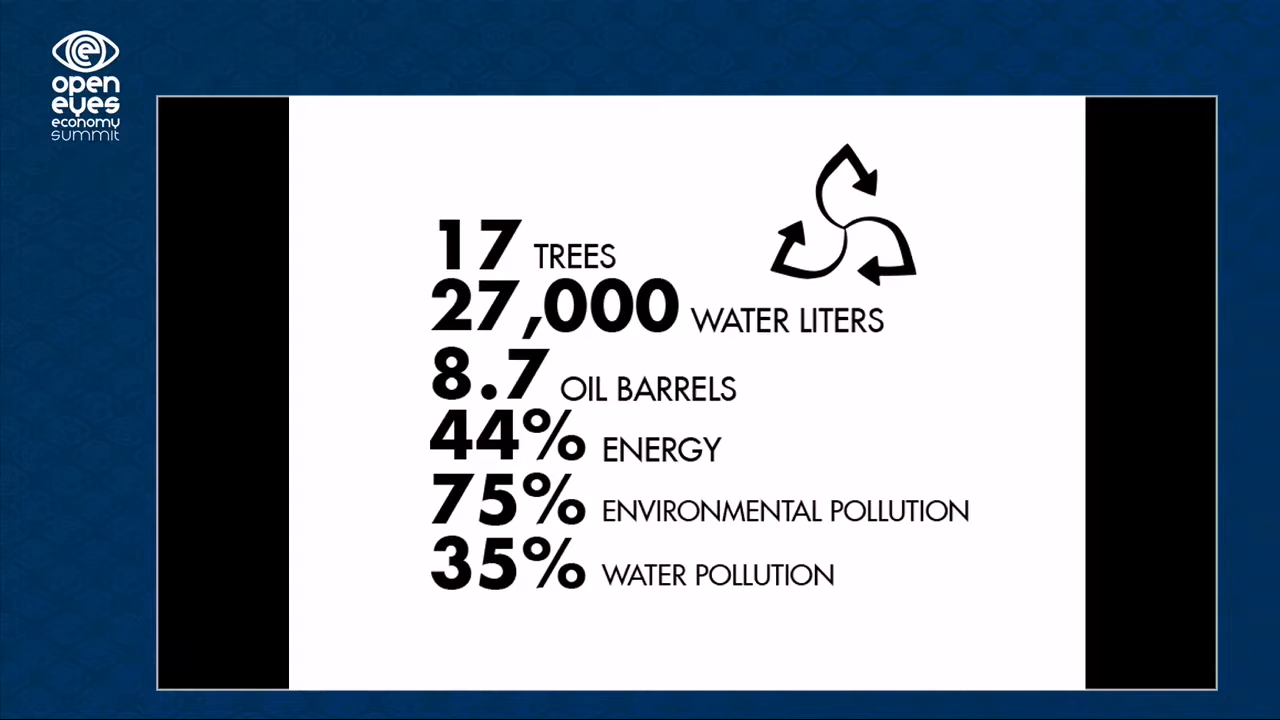 open
eyes
economy
summit
17 TREES
27,000 WATER LITERS
8.7 OIL BARRELS
44% ENERGY
75% ENVIRONMENTAL POLLUTION
35% WATER POLLUTION